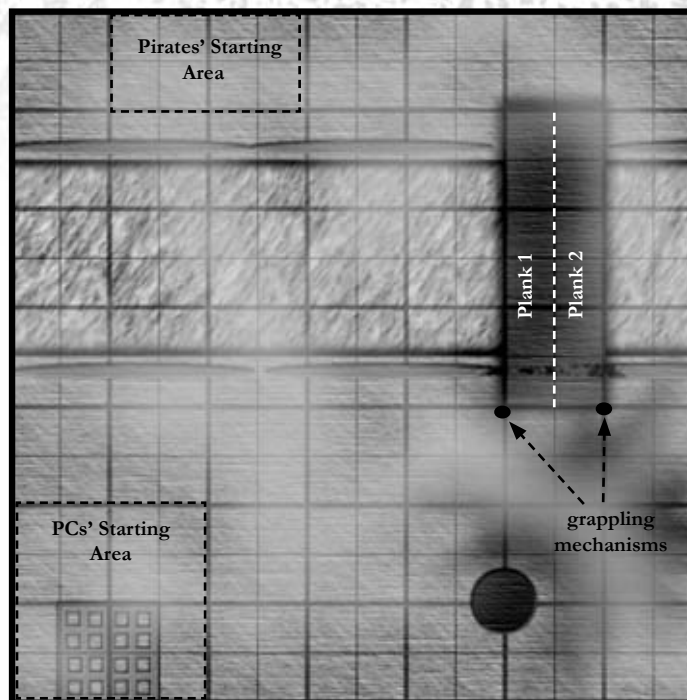 Pirates’ Starting
Area
Plank 1
Plank 2
grappling
mechanisms
PCs’ Starting
Area